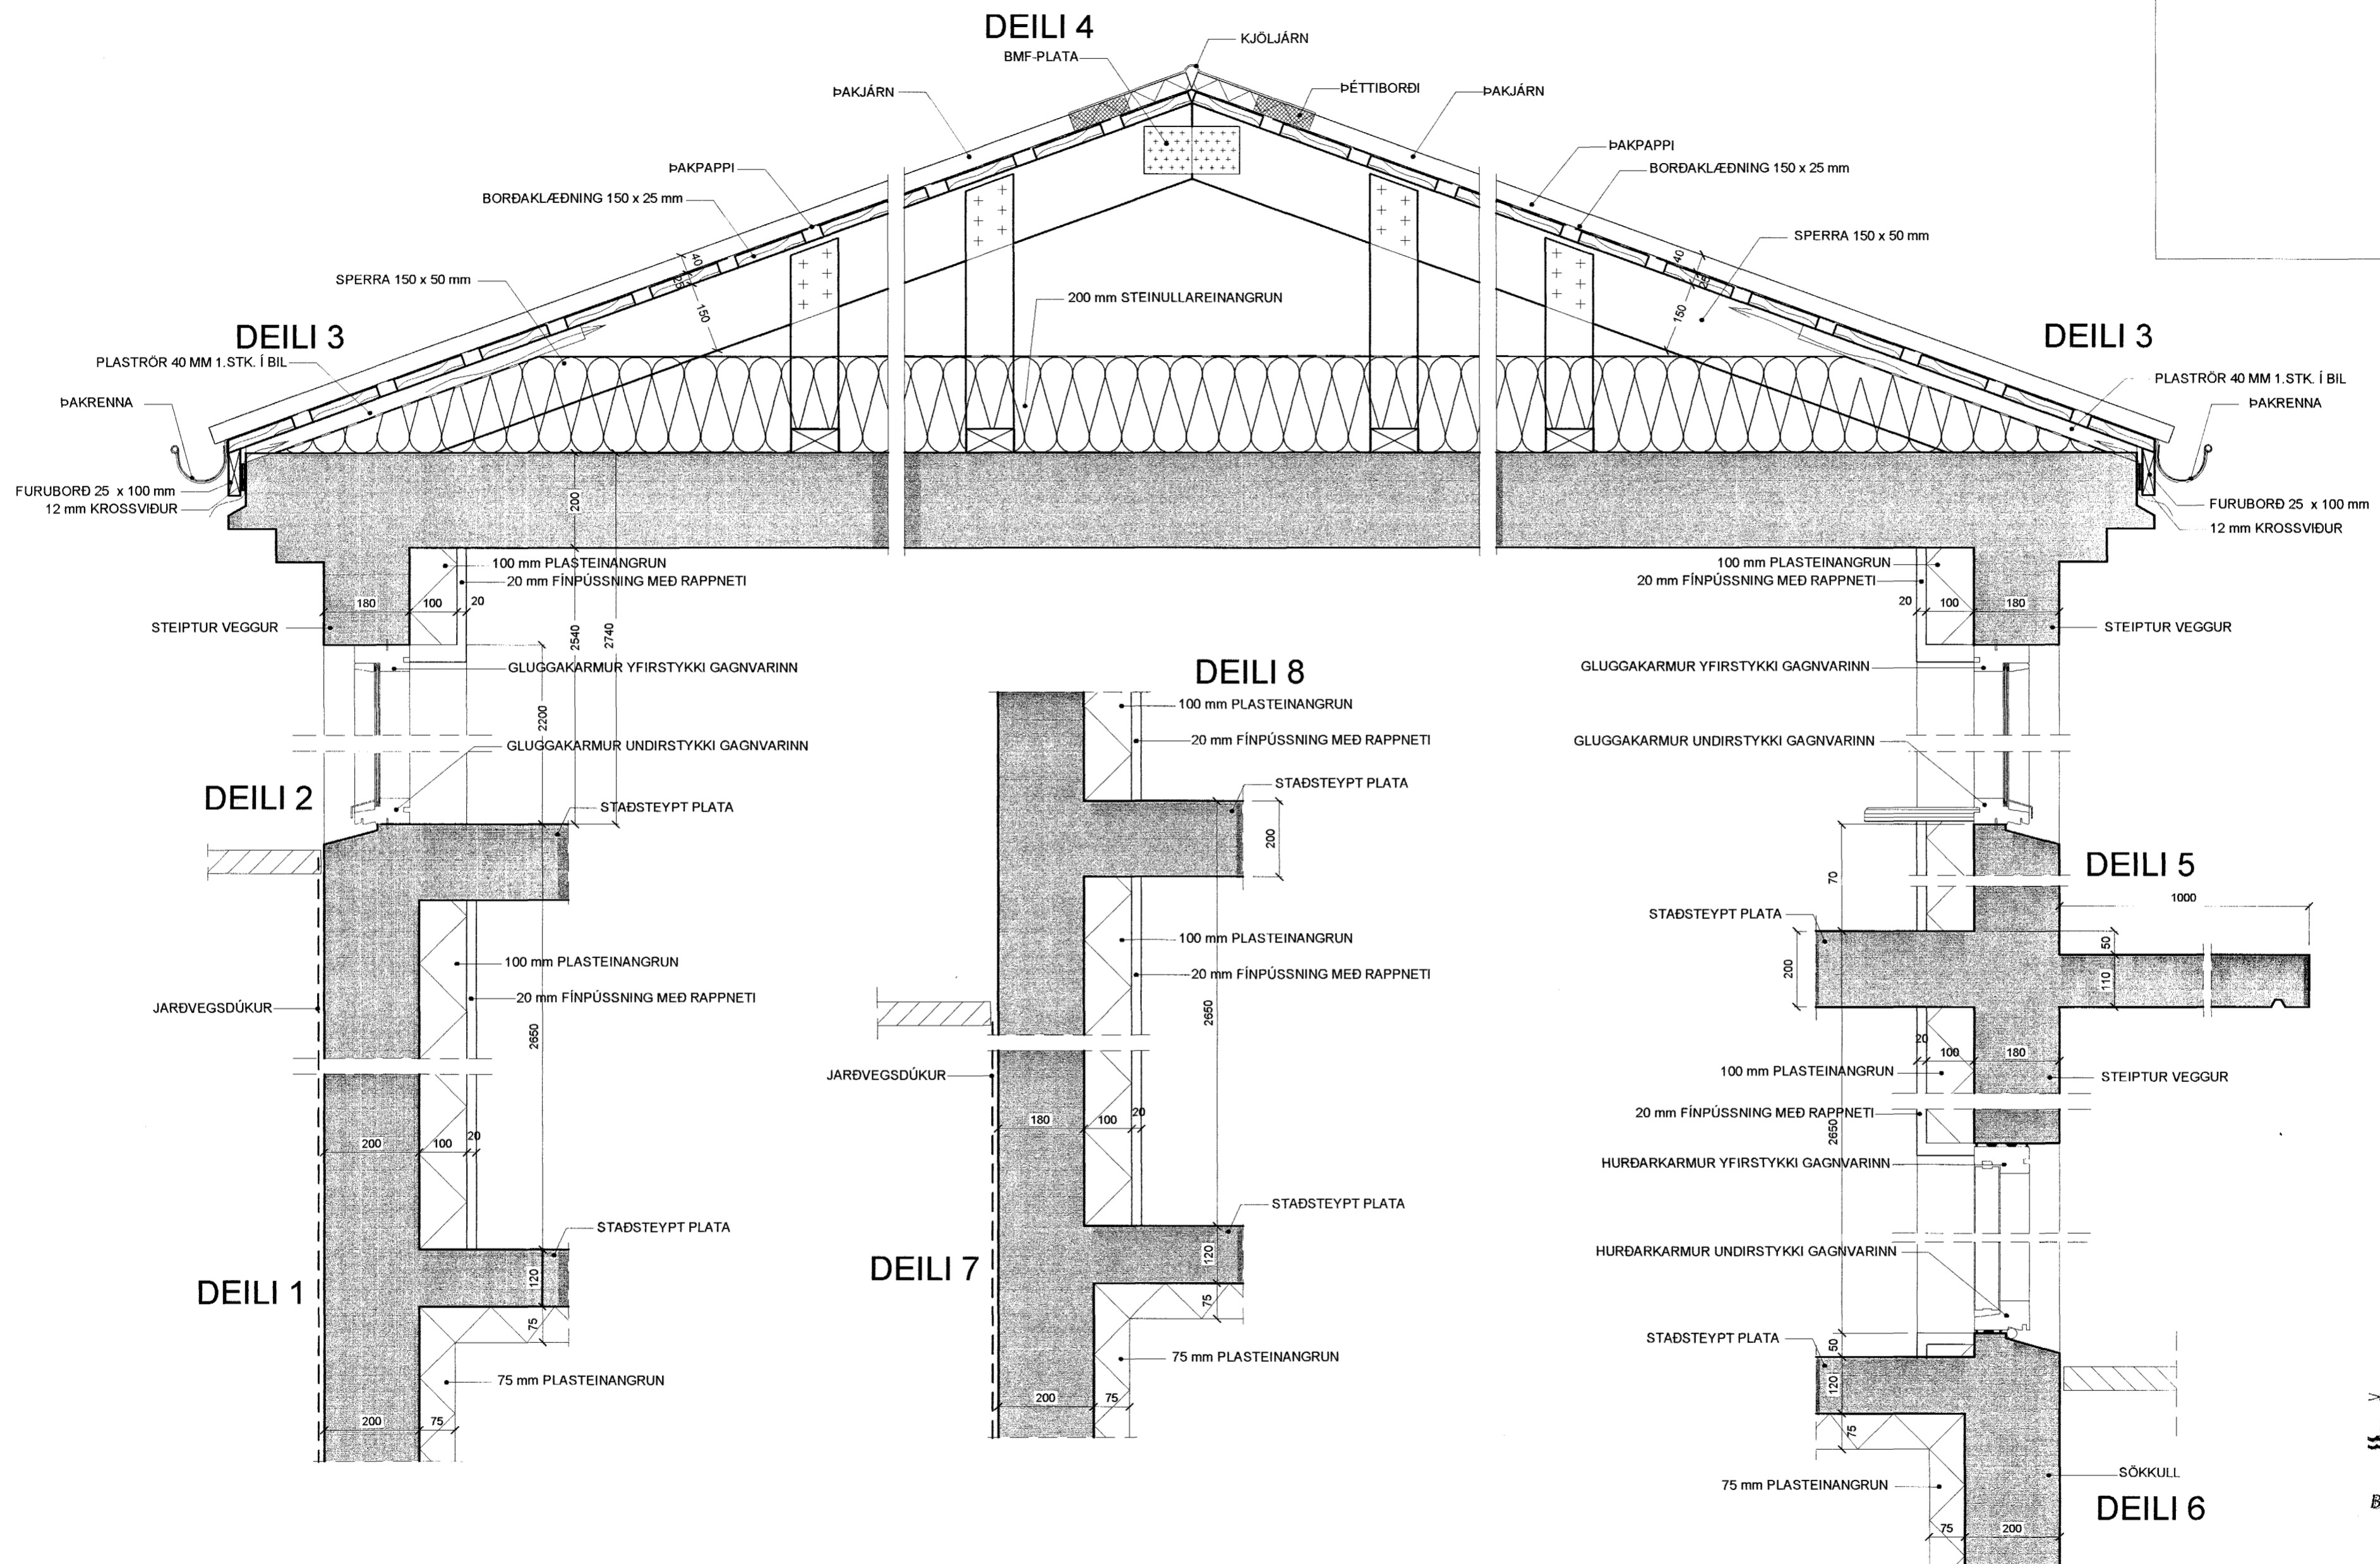 DEILI 4
BMF-PLATA
KJÖLJÁRN
ÞAKJÁRN
ÞÉTTIBORÐI
ÞAKJÁRN
ÞAKPAPPI
BORÐAKLÆÐNING 150 x 25 mm
SPERRA 150 x 50 mm
ÞAKPAPPI
BORÐAKLÆÐNING 150 x 25 mm
SPERRA 150 x 50 mm
40
25
150
40
25
150
200 mm STEINULLAREINANGRUN
DEILI 3
PLASTRÖR 40 MM 1.STK. Í BIL
ÞAKRENNA
FURUBORÐ 25 x 100 mm
12 mm KROSSVIÐUR
DEILI 3
PLASTRÖR 40 MM 1.STK. Í BIL
ÞAKRENNA
FURUBORÐ 25 x 100 mm
12 mm KROSSVIÐUR
200
100 mm PLASTEINANGRUN
20 mm FÍNPÚSSNING MEÐ RAPPNETI
180
100
20
STEIPTUR VEGGUR
2540
2740
GLUGGAKARMUR YFIRSTYKKI GAGNVARINN
2200
GLUGGAKARMUR UNDIRSTYKKI GAGNVARINN
DEILI 2
STAÐSTEYPT PLATA
100 mm PLASTEINANGRUN
20 mm FÍNPÚSSNING MEÐ RAPPNETI
JARÐVEGSDÚKUR
2650
200
100
20
STAÐSTEYPT PLATA
DEILI 1
120
75
75 mm PLASTEINANGRUN
200
75
DEILI 8
100 mm PLASTEINANGRUN
20 mm FÍNPÚSSNING MEÐ RAPPNETI
STAÐSTEYPT PLATA
200
100 mm PLASTEINANGRUN
20 mm FÍNPÚSSNING MEÐ RAPPNETI
2650
JARÐVEGSDÚKUR
180
100
20
STAÐSTEYPT PLATA
DEILI 7
120
75
75 mm PLASTEINANGRUN
200
75
100 mm PLASTEINANGRUN
20 mm FÍNPÚSSNING MEÐ RAPPNETI
20
100
180
STEIPTUR VEGGUR
GLUGGAKARMUR YFIRSTYKKI GAGNVARINN
GLUGGAKARMUR UNDIRSTYKKI GAGNVARINN
DEILI 5
70
1000
STAÐSTEYPT PLATA
200
50
110
20
100
180
100 mm PLASTEINANGRUN
STEIPTUR VEGGUR
20 mm FÍNPÚSSNING MEÐ RAPPNETI
2650
HURÐARKARMUR YFIRSTYKKI GAGNVARINN
HURÐARKARMUR UNDIRSTYKKI GAGNVARINN
STAÐSTEYPT PLATA
50
120
75
75 mm PLASTEINANGRUN
SÖKKULL
DEILI 6
75
200